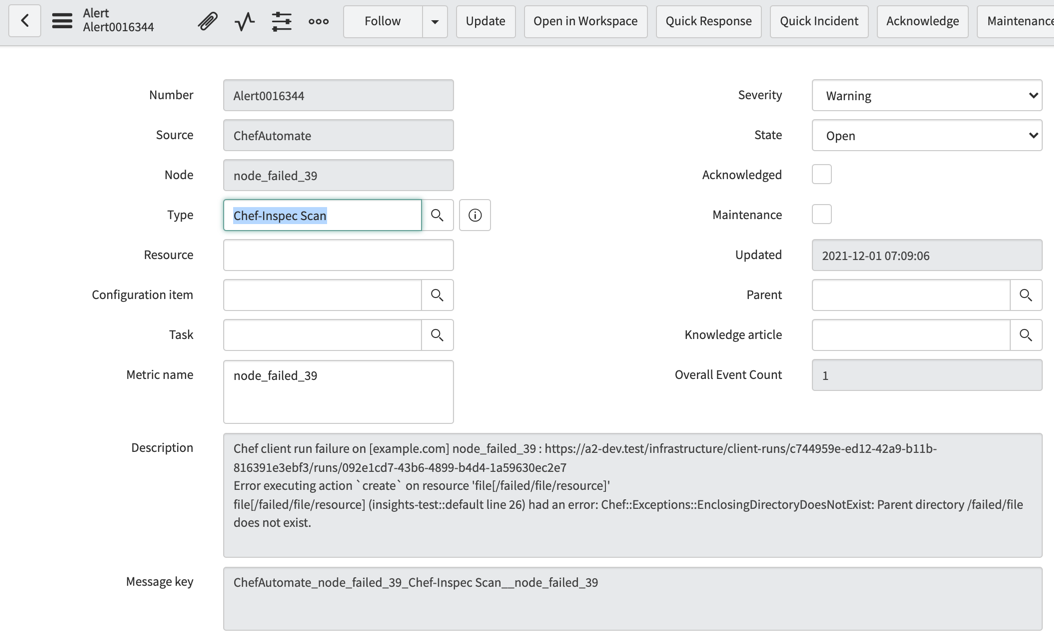 Alert
Alert0016344
Follow
Update
Open in Workspace
Quick Response
Quick Incident
Acknowledge
Maintenance
Number
Alert0016344
Severity
Warning
Source
ChefAutomate
State
Open
Node
node_failed_39
Acknowledged
Type
Chef-Inspec Scan
Maintenance
Resource
Updated
2021-12-01 07:09:06
Configuration item
Parent
Task
Knowledge article
Metric name
node_failed_39
Overall Event Count
1
Description
Chef client run failure on [example.com] node_failed_39 : https://a2-dev.test/infrastructure/client-runs/c744959e-ed12-42a9-b11b-
816391e3ebf3/runs/092e1cd7-43b6-4899-b4d4-1a59630ec2e7
Error executing action `create` on resource 'file[/failed/file/resource]'
file[/failed/file/resource] (insights-test::default line 26) had an error: Chef::Exceptions::EnclosingDirectoryDoesNotExist: Parent directory /failed/file
does not exist.
Message key
ChefAutomate_node_failed_39_Chef-Inspec Scan__node_failed_39